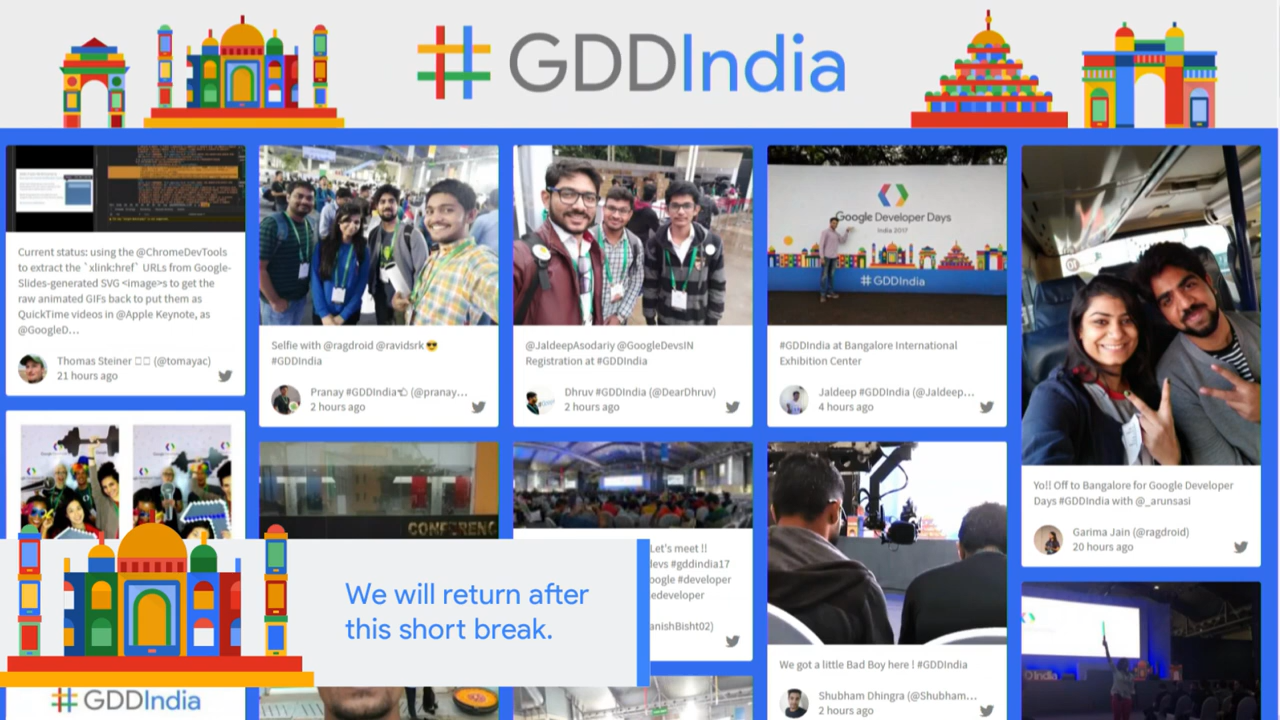 #GDDIndia
Current status: using the @ChromeDevTools
to extract the `xlink:href` URLs from Google-
Slides-generated SVG <image>s to get the
raw animated GIFs back to put them as
QuickTime videos in @Apple Keynote, as
@GoogleD…
Thomas Steiner (@tomayac)
21 hours ago
Selfie with @ragdroid @ravidsrk 😎
#GDDIndia
Pranay #GDDIndia (@pranay…
2 hours ago
@JaldeepAsodariy @GoogleDevsIN
Registration at #GDDIndia
Dhruv #GDDIndia (@DearDhruv)
2 hours ago
Google Developer Days
India 2017
#GDDIndia
#GDDIndia at Bangalore International
Exhibition Center
Jaldeep #GDDIndia (@Jaldeep…
4 hours ago
Yo!! Off to Bangalore for Google Developer
Days #GDDIndia with @_arunsasi
Garima Jain (@ragdroid)
20 hours ago
CONFERENC
Let's meet !!
devs #gddindia17
oogle #developer
edeveloper
anishBisht02)
We got a little Bad Boy here ! #GDDIndia
Shubham Dhingra (@Shubham…
2 hours ago
We will return after
this short break.
#GDDIndia